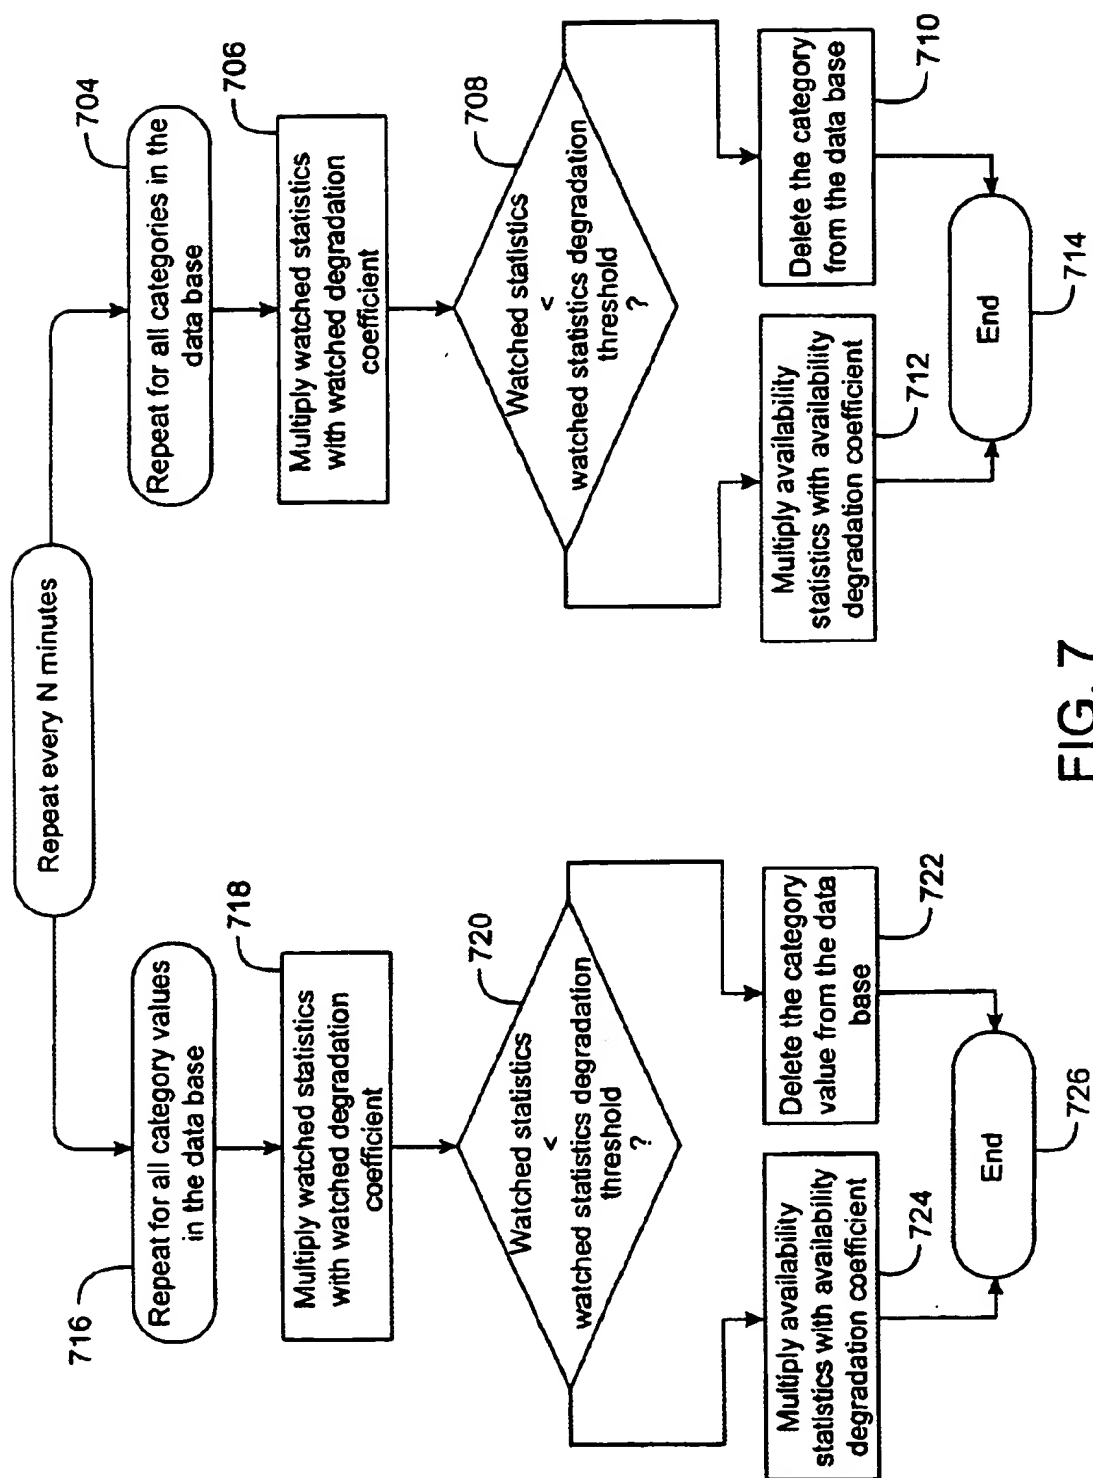 Repeat every N minutes
716
Repeat for all category values
in the data base
718
Multiply watched statistics
with watched degradation
coefficient
720
Watched statistics
<
watched statistics degradation
threshold
?
Multiply availability
statistics with availability
degradation coefficient
724
Delete the category
value from the data
base
722
End
726
704
Repeat for all categories in the
data base
706
Multiply watched statistics
with watched degradation
coefficient
708
Watched statistics
<
watched statistics degradation
threshold
?
Multiply availability
statistics with availability
degradation coefficient
712
Delete the category
from the data base
710
End
714
FIG. 7